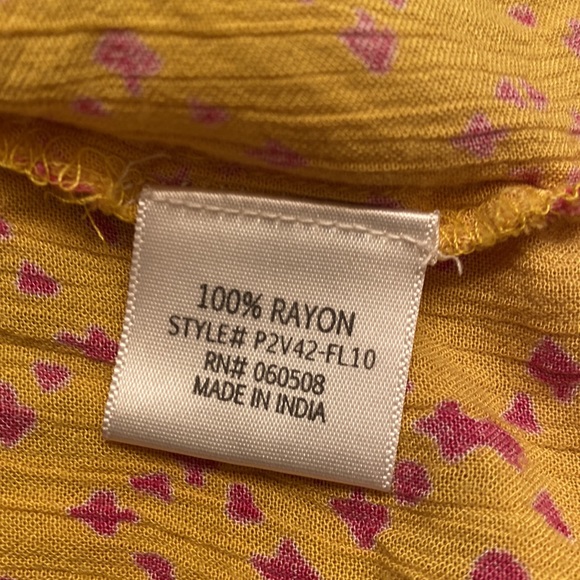 100% RAYON
STYLE# P2V42-FL10
RN# 060508
MADE IN INDIA